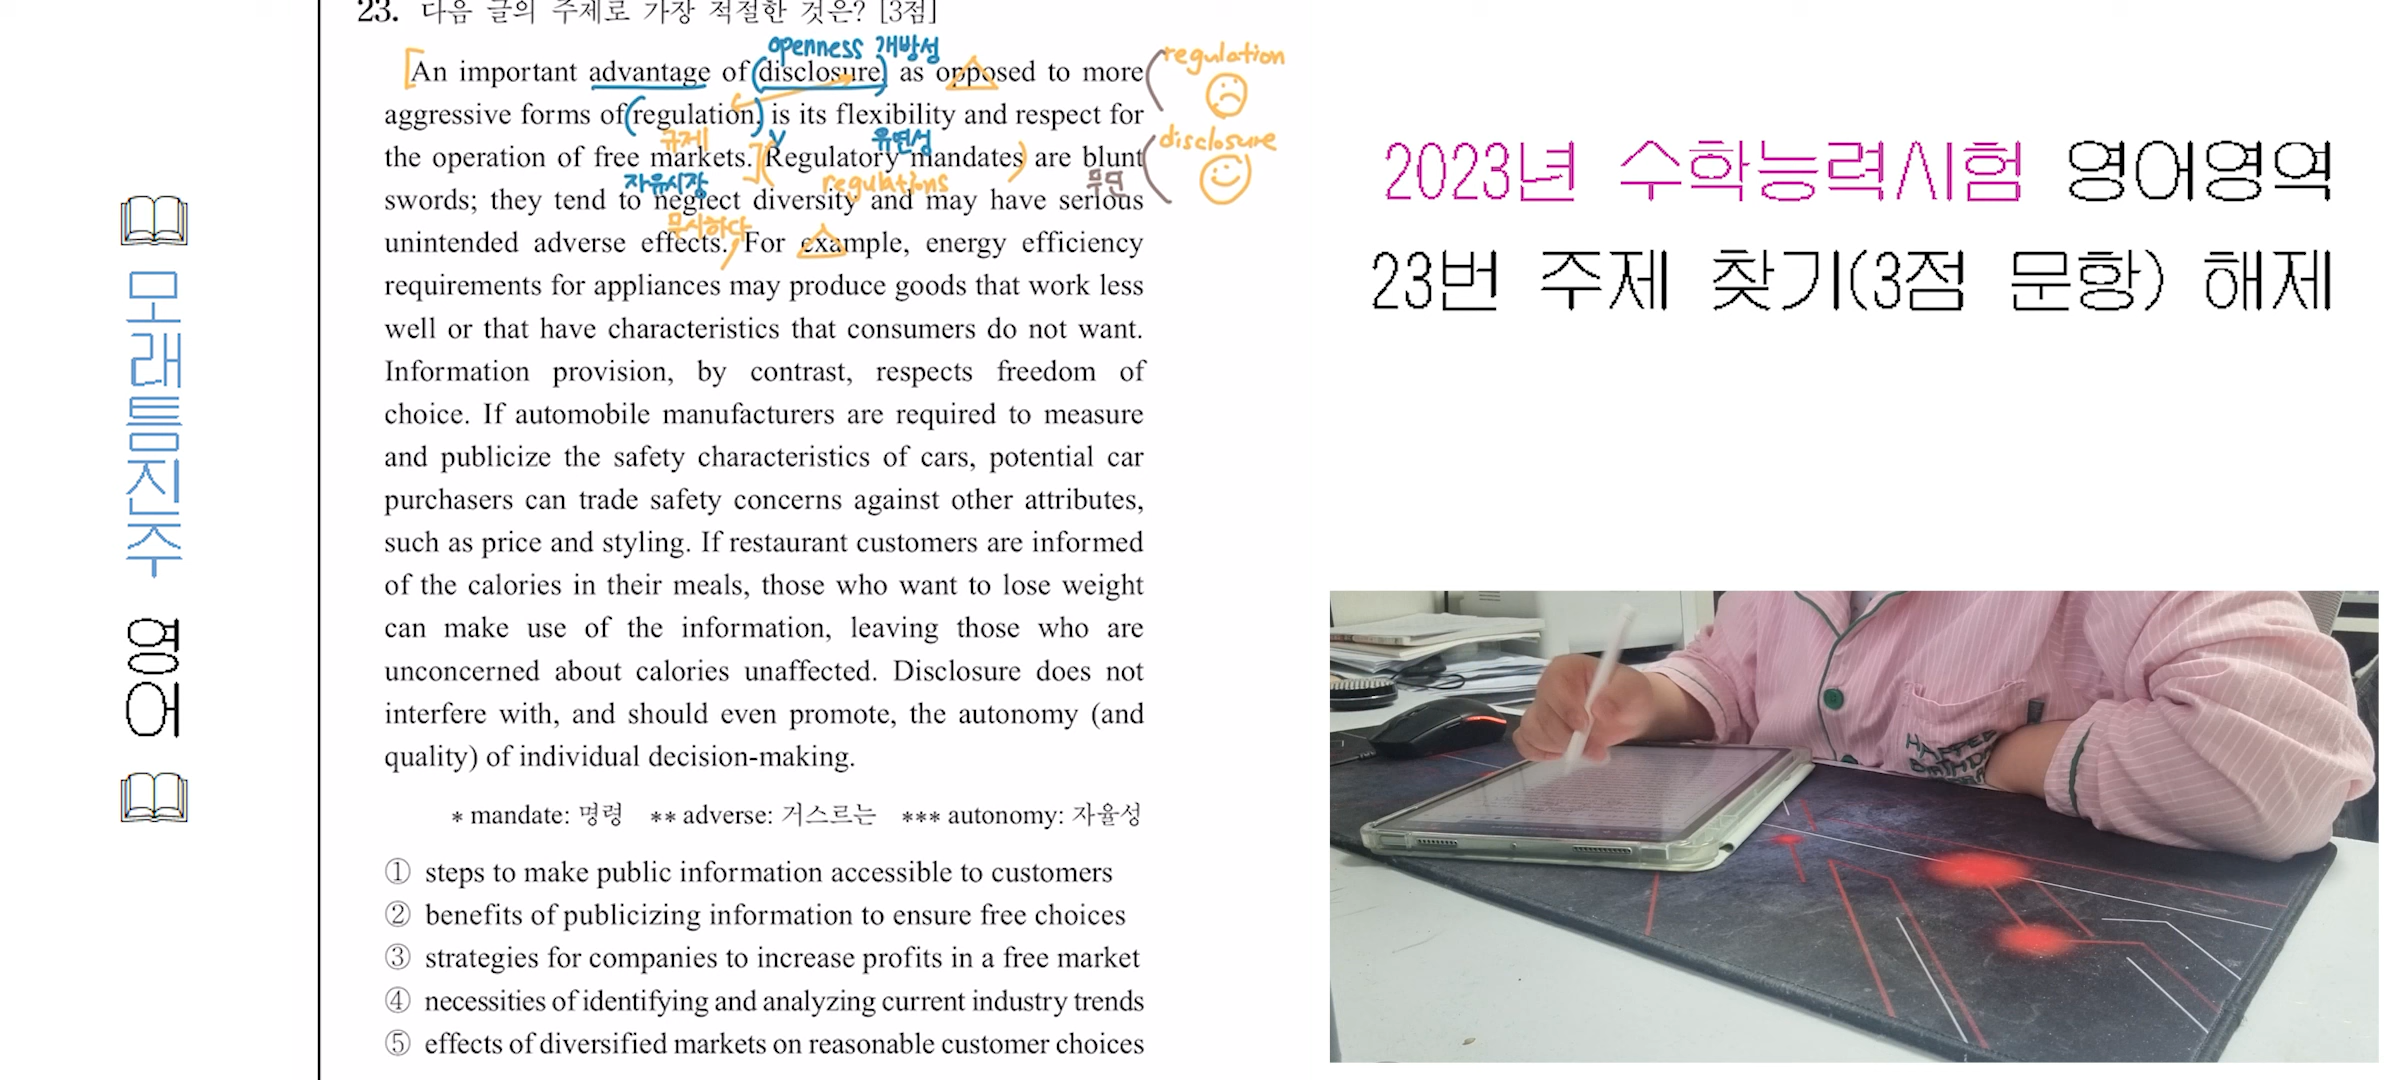 모래틈진주 영어
23. 다음 글의 주제로 가장 적절한 것은? [3점]
openness 개방성
An important advantage of disclosure, as opposed to more
regulation
aggressive forms of regulation, is its flexibility and respect for
규제
유연성
disclosure
the operation of free markets. Regulatory mandates are blunt
자유시장
regulations
무딘
swords; they tend to neglect diversity and may have serious
무시하다
unintended adverse effects. For example, energy efficiency
requirements for appliances may produce goods that work less
well or that have characteristics that consumers do not want.
Information provision, by contrast, respects freedom of
choice. If automobile manufacturers are required to measure
and publicize the safety characteristics of cars, potential car
purchasers can trade safety concerns against other attributes,
such as price and styling. If restaurant customers are informed
of the calories in their meals, those who want to lose weight
can make use of the information, leaving those who are
unconcerned about calories unaffected. Disclosure does not
interfere with, and should even promote, the autonomy (and
quality) of individual decision-making.
* mandate: 명령 ** adverse: 거스르는 *** autonomy: 자율성
① steps to make public information accessible to customers
② benefits of publicizing information to ensure free choices
③ strategies for companies to increase profits in a free market
④ necessities of identifying and analyzing current industry trends
⑤ effects of diversified markets on reasonable customer choices
2023년 수학능력시험 영어영역
23번 주제 찾기(3점 문항) 해제